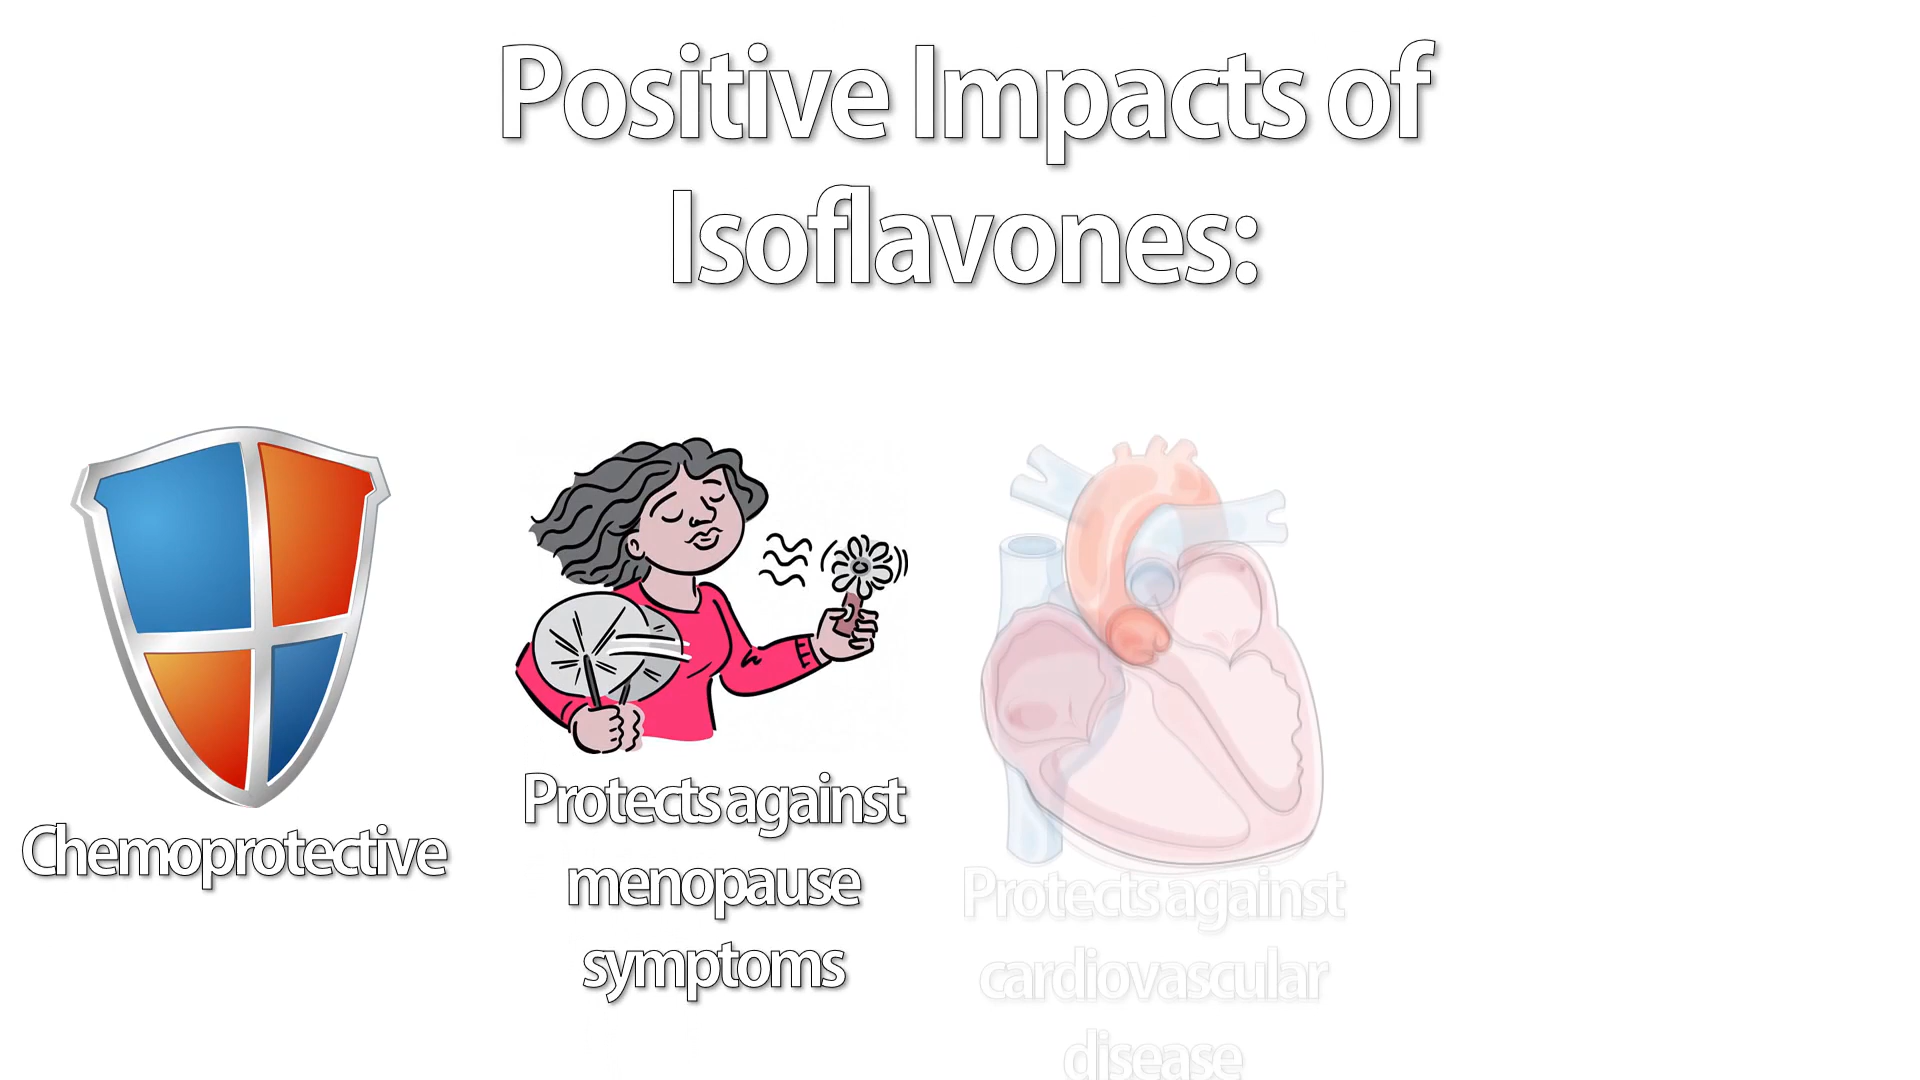 Positive Impacts of
Isoflavones:
Chemoprotective
Protects against
menopause
symptoms
Protects against
cardiovascular
disease